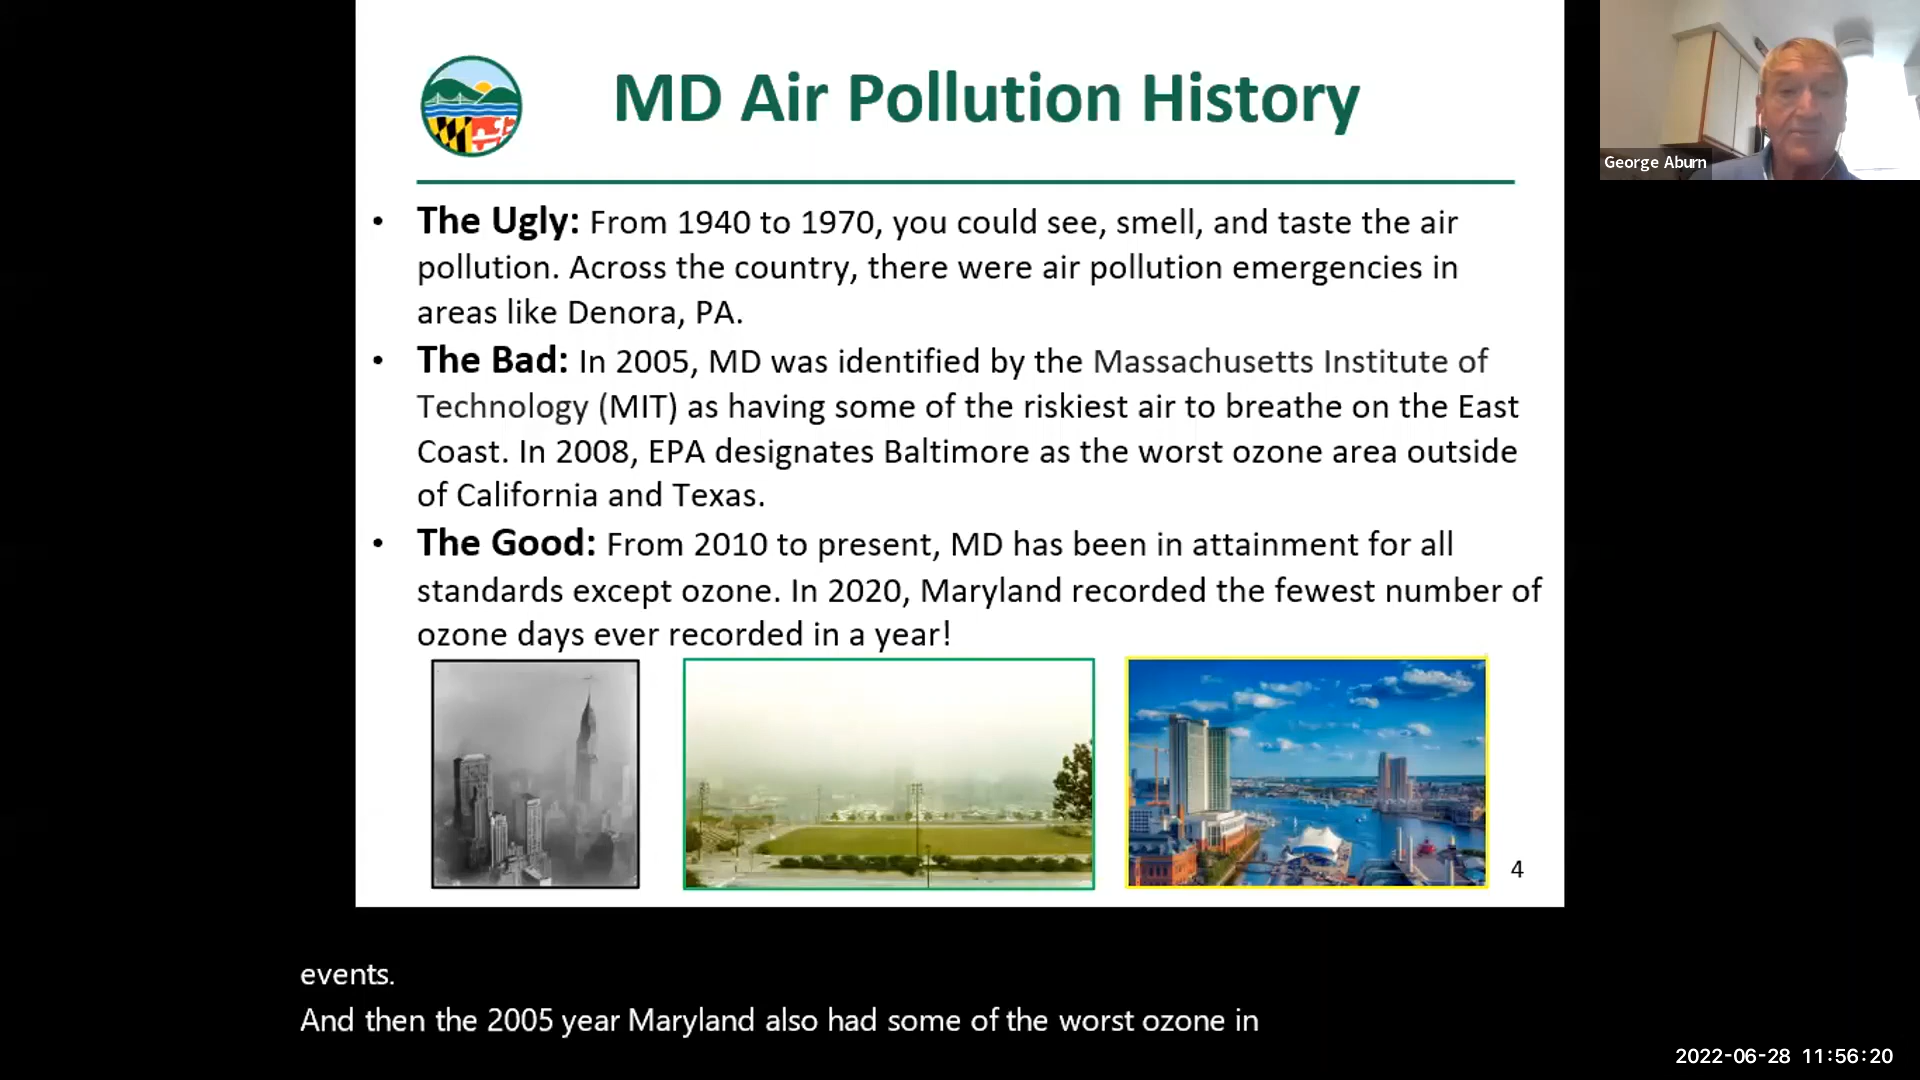 MD Air Pollution History
George Aburn
• The Ugly: From 1940 to 1970, you could see, smell, and taste the air
pollution. Across the country, there were air pollution emergencies in
areas like Denora, PA.
• The Bad: In 2005, MD was identified by the Massachusetts Institute of
Technology (MIT) as having some of the riskiest air to breathe on the East
Coast. In 2008, EPA designates Baltimore as the worst ozone area outside
of California and Texas.
• The Good: From 2010 to present, MD has been in attainment for all
standards except ozone. In 2020, Maryland recorded the fewest number of
ozone days ever recorded in a year!
4
events.
And then the 2005 year Maryland also had some of the worst ozone in
2022-06-28 11:56:20